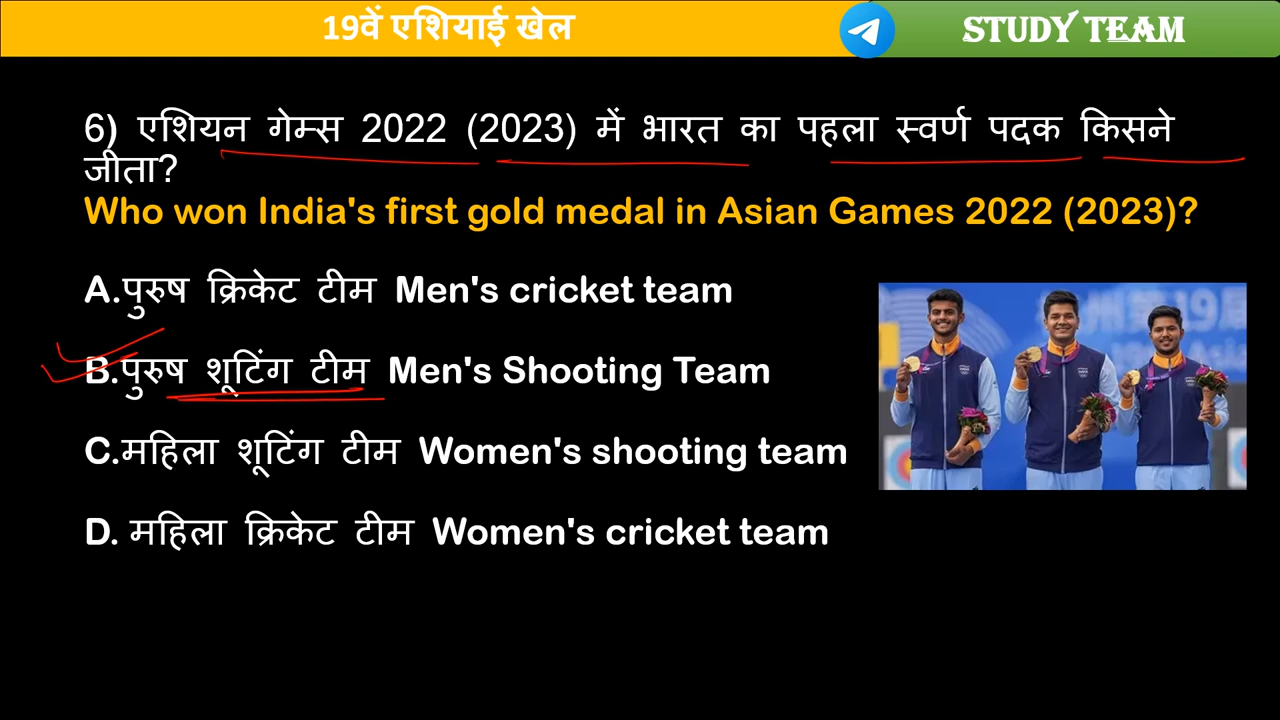 19वें एशियाई खेल
STUDY TEAM
6) एशियन गेम्स 2022 (2023) में भारत का पहला स्वर्ण पदक किसने
जीता?
Who won India's first gold medal in Asian Games 2022 (2023)?
A.पुरुष क्रिकेट टीम Men's cricket team
B.पुरुष शूटिंग टीम Men's Shooting Team
C.महिला शूटिंग टीम Women's shooting team
D. महिला क्रिकेट टीम Women's cricket team